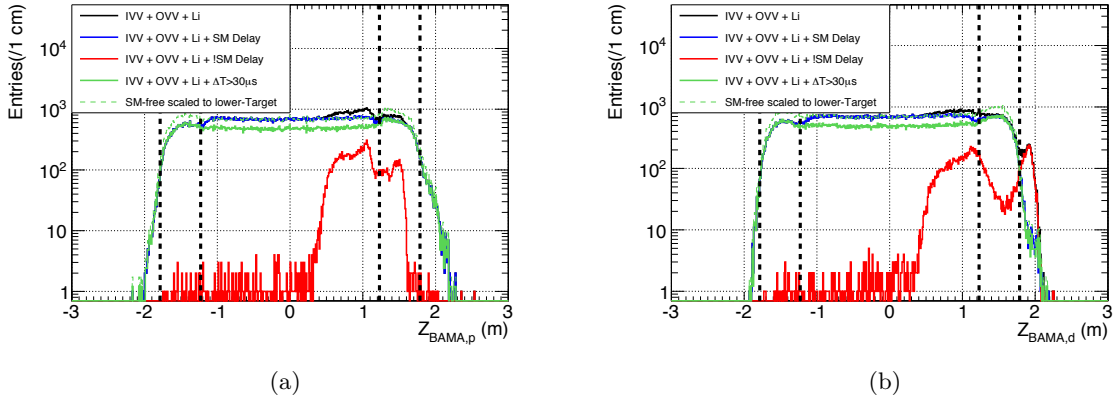 Entries(/1 cm)
IVV + OVV + Li
IVV + OVV + Li + SM Delay
IVV + OVV + Li + !SM Delay
IVV + OVV + Li + ΔT>30μs
SM-free scaled to lower-Target
10⁴
10³
10²
10
1
-3 -2 -1 0 1 2 3
Z_BAMA,p (m)
(a)
Entries(/1 cm)
IVV + OVV + Li
IVV + OVV + Li + SM Delay
IVV + OVV + Li + !SM Delay
IVV + OVV + Li + ΔT>30μs
SM-free scaled to lower-Target
10⁴
10³
10²
10
1
-3 -2 -1 0 1 2 3
Z_BAMA,d (m)
(b)